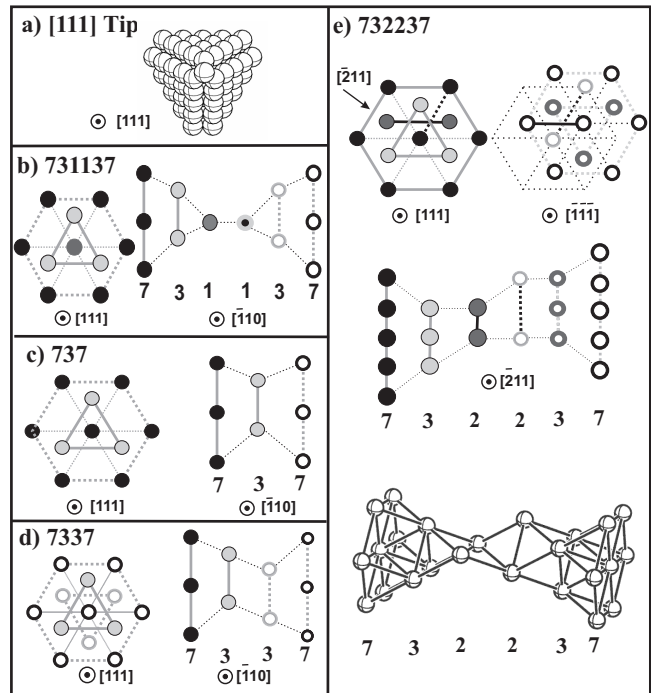 a) [111] Tip
[111]
b) 731137
[111]
7 3 1 1 3 7
[1̄10]
c) 737
[111]
7 3 7
[1̄10]
d) 7337
[111]
7 3 3 7
[1̄10]
e) 732237
[2̄11]
[111]
[1̄1̄1̄]
[2̄11]
7 3 2 2 3 7
7 3 2 2 3 7